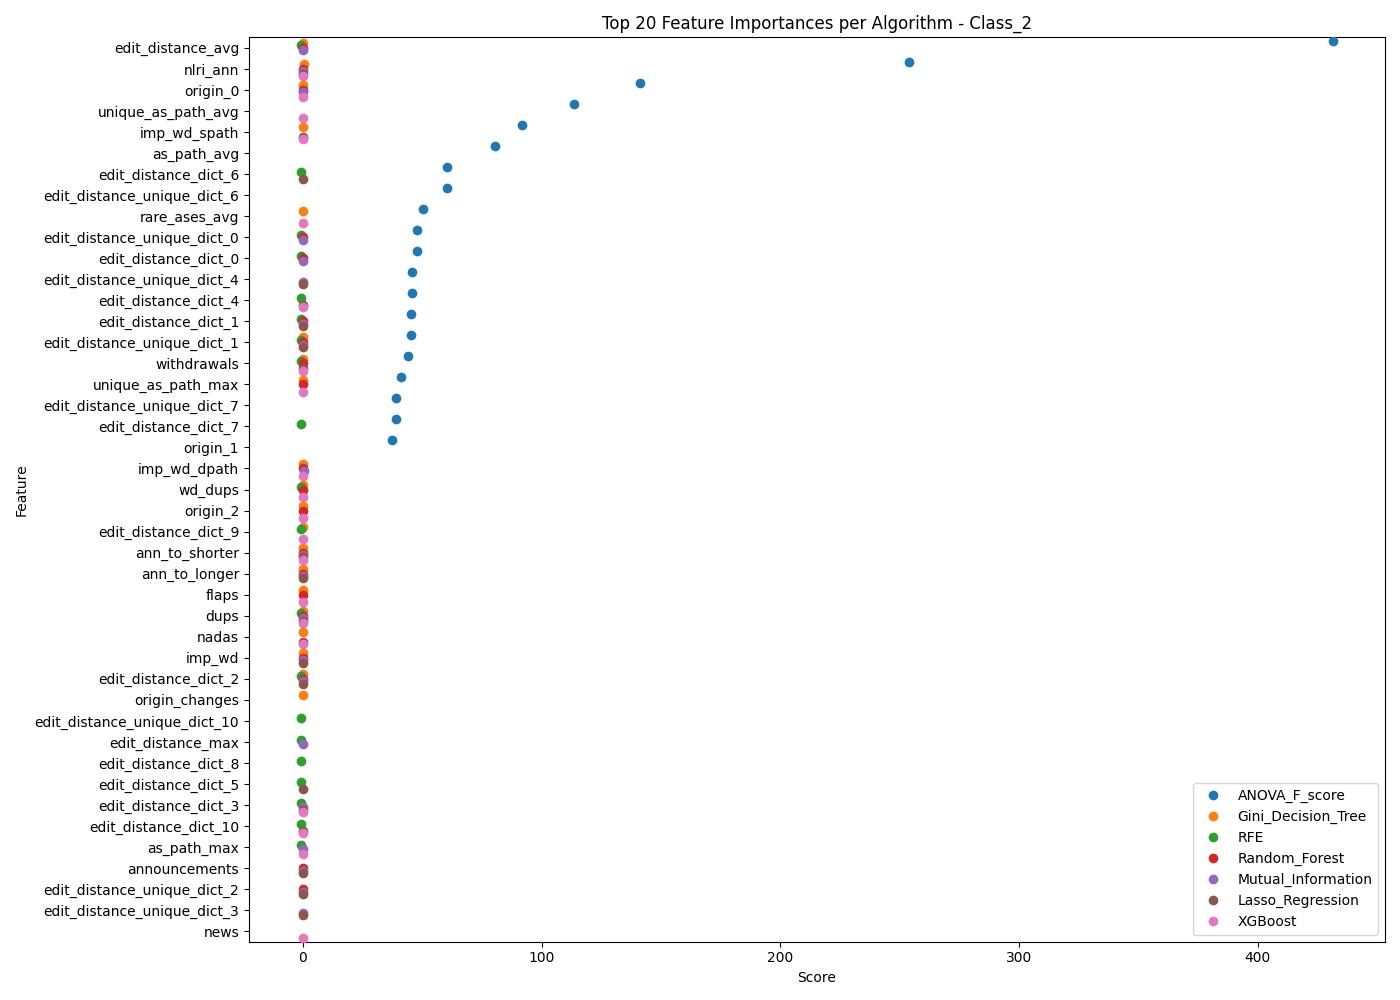 Top 20 Feature Importances per Algorithm - Class_2
edit_distance_avg
nlri_ann
origin_0
unique_as_path_avg
imp_wd_spath
as_path_avg
edit_distance_dict_6
edit_distance_unique_dict_6
rare_ases_avg
edit_distance_unique_dict_0
edit_distance_dict_0
edit_distance_unique_dict_4
edit_distance_dict_4
edit_distance_dict_1
edit_distance_unique_dict_1
withdrawals
unique_as_path_max
edit_distance_unique_dict_7
edit_distance_dict_7
origin_1
imp_wd_dpath
wd_dups
origin_2
edit_distance_dict_9
ann_to_shorter
ann_to_longer
flaps
dups
nadas
imp_wd
edit_distance_dict_2
origin_changes
edit_distance_unique_dict_10
edit_distance_max
edit_distance_dict_8
edit_distance_dict_5
edit_distance_dict_3
edit_distance_dict_10
as_path_max
announcements
edit_distance_unique_dict_2
edit_distance_unique_dict_3
news
Feature
ANOVA_F_score
Gini_Decision_Tree
RFE
Random_Forest
Mutual_Information
Lasso_Regression
XGBoost
0 100 200 300 400
Score